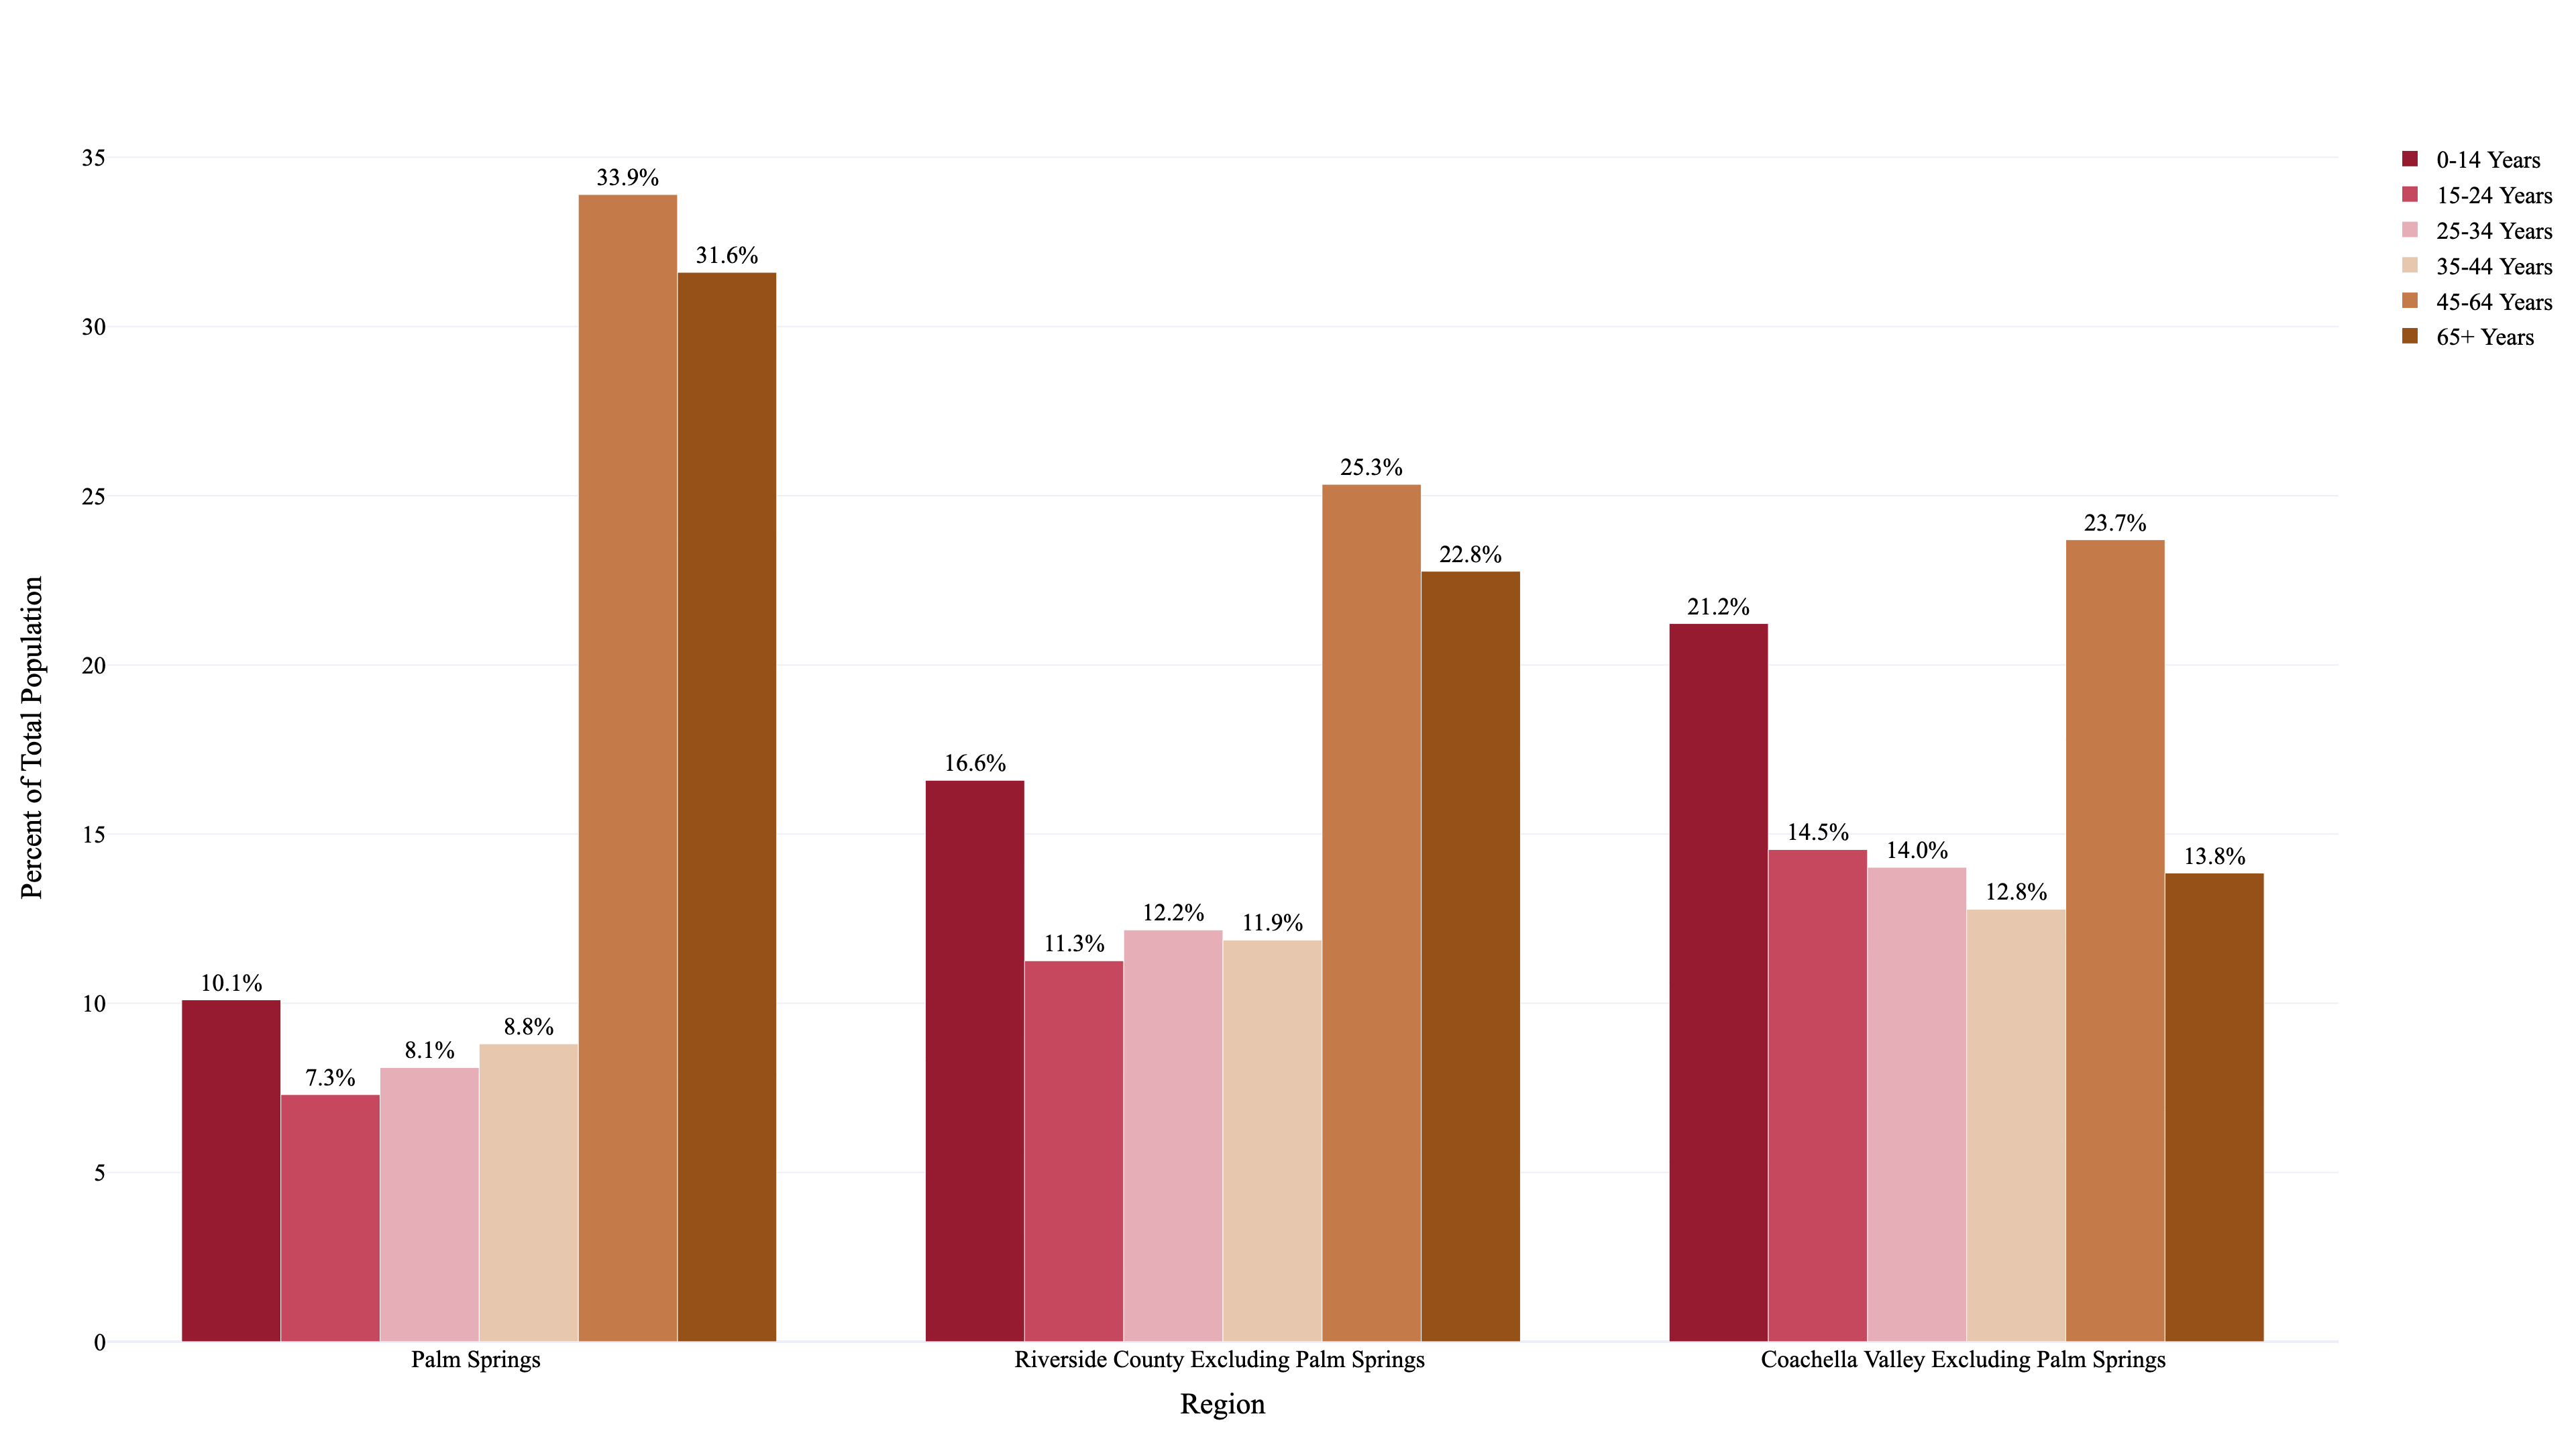 35
30
25
20
15
10
5
0
Percent of Total Population
33.9%
31.6%
10.1%
7.3%
8.1%
8.8%
25.3%
22.8%
16.6%
11.3%
12.2%
11.9%
23.7%
21.2%
14.5%
14.0%
12.8%
13.8%
Palm Springs
Riverside County Excluding Palm Springs
Coachella Valley Excluding Palm Springs
Region
0-14 Years
15-24 Years
25-34 Years
35-44 Years
45-64 Years
65+ Years